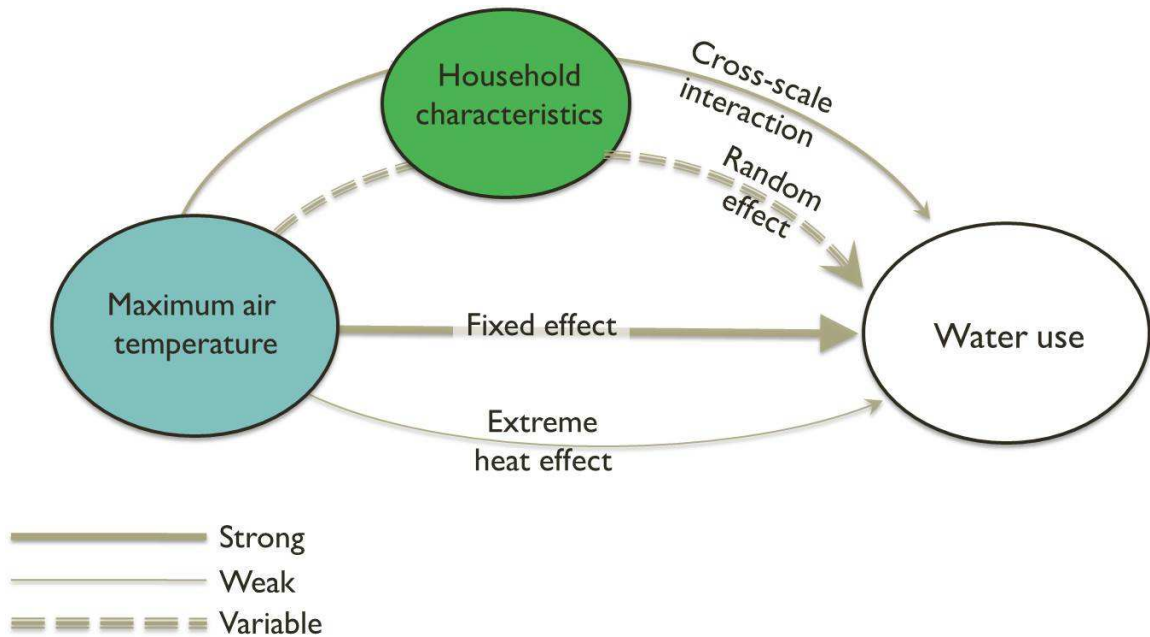 Household
characteristics
Cross-scale
interaction
Random
effect
Maximum air
temperature
Fixed effect
Water use
Extreme
heat effect
Strong
Weak
Variable